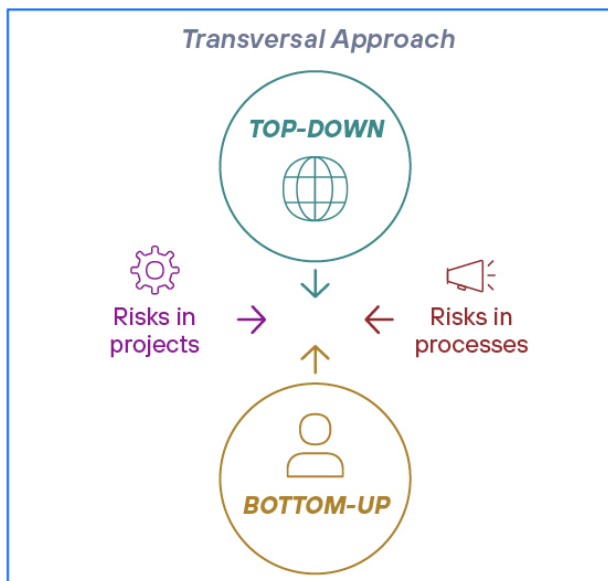 Transversal Approach
TOP-DOWN
Risks in
projects
Risks in
processes
BOTTOM-UP